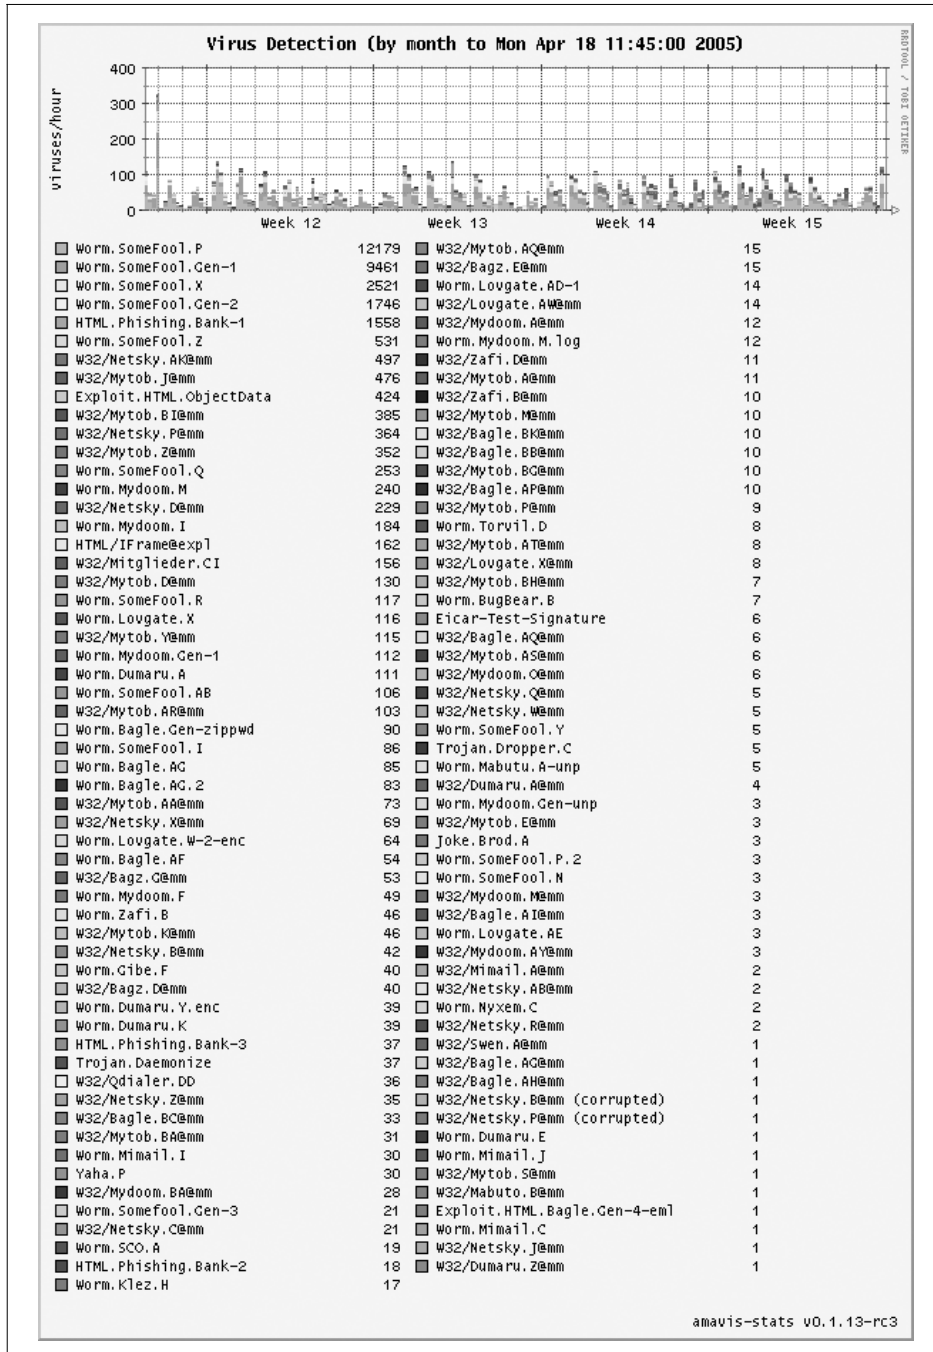 Virus Detection (by month to Mon Apr 18 11:45:00 2005)
RRDTOOL / TOBI OETIKER
viruses/hour
400
300
200
100
0
Week 12 Week 13 Week 14 Week 15
Worm.SomeFool.P 12179 W32/Mytob.AQ@mm 15
Worm.SomeFool.Gen-1 9461 W32/Bagz.E@mm 15
Worm.SomeFool.X 2521 Worm.Lovgate.AD-1 14
Worm.SomeFool.Gen-2 1746 W32/Lovgate.AW@mm 14
HTML.Phishing.Bank-1 1558 W32/Mydoom.A@mm 12
Worm.SomeFool.Z 531 Worm.Mydoom.M.log 12
W32/Netsky.AK@mm 497 W32/Zafi.D@mm 11
W32/Mytob.J@mm 476 W32/Mytob.A@mm 11
Exploit.HTML.ObjectData 424 W32/Zafi.B@mm 10
W32/Mytob.BI@mm 385 W32/Mytob.M@mm 10
W32/Netsky.P@mm 364 W32/Bagle.BK@mm 10
W32/Mytob.Z@mm 352 W32/Bagle.BB@mm 10
Worm.SomeFool.Q 253 W32/Mytob.BG@mm 10
Worm.Mydoom.M 240 W32/Bagle.AP@mm 10
W32/Netsky.D@mm 229 W32/Mytob.P@mm 9
Worm.Mydoom.I 184 Worm.Torvil.D 8
HTML/IFrame@expl 162 W32/Mytob.AT@mm 8
W32/Mitglieder.CI 156 W32/Lovgate.X@mm 8
W32/Mytob.D@mm 130 W32/Mytob.BH@mm 7
Worm.SomeFool.R 117 Worm.BugBear.B 7
Worm.Lovgate.X 116 Eicar-Test-Signature 6
W32/Mytob.Y@mm 115 W32/Bagle.AQ@mm 6
Worm.Mydoom.Gen-1 112 W32/Mytob.AS@mm 6
Worm.Dumaru.A 111 W32/Mydoom.O@mm 6
Worm.SomeFool.AB 106 W32/Netsky.Q@mm 5
W32/Mytob.AR@mm 103 W32/Netsky.W@mm 5
Worm.Bagle.Gen-zippwd 90 Worm.SomeFool.Y 5
Worm.SomeFool.I 86 Trojan.Dropper.C 5
Worm.Bagle.AG 85 Worm.Mabutu.A-unp 5
Worm.Bagle.AG.2 83 W32/Dumaru.A@mm 4
W32/Mytob.AA@mm 73 Worm.Mydoom.Gen-unp 3
W32/Netsky.X@mm 69 W32/Mytob.E@mm 3
Worm.Lovgate.W-2-enc 64 Joke.Brod.A 3
Worm.Bagle.AF 54 Worm.SomeFool.P.2 3
W32/Bagz.G@mm 53 Worm.SomeFool.N 3
Worm.Mydoom.F 49 W32/Mydoom.M@mm 3
Worm.Zafi.B 46 W32/Bagle.AI@mm 3
W32/Mytob.K@mm 46 Worm.Lovgate.AE 3
W32/Netsky.B@mm 42 W32/Mydoom.AY@mm 3
Worm.Gibe.F 40 W32/Mimail.A@mm 2
W32/Bagz.D@mm 40 W32/Netsky.AB@mm 2
Worm.Dumaru.Y.enc 39 Worm.Nyxem.C 2
Worm.Dumaru.K 39 W32/Netsky.R@mm 2
HTML.Phishing.Bank-3 37 W32/Swen.A@mm 1
Trojan.Daemonize 37 W32/Bagle.AG@mm 1
W32/Qdialer.DD 36 W32/Bagle.AH@mm 1
W32/Netsky.Z@mm 35 W32/Netsky.B@mm (corrupted) 1
W32/Bagle.BC@mm 33 W32/Netsky.P@mm (corrupted) 1
W32/Mytob.BA@mm 31 Worm.Dumaru.E 1
Worm.Mimail.I 30 Worm.Mimail.J 1
Yaha.P 30 W32/Mytob.S@mm 1
W32/Mydoom.BA@mm 28 W32/Mabuto.B@mm 1
Worm.SomeFool.Gen-3 21 Exploit.HTML.Bagle.Gen-4-eml 1
W32/Netsky.C@mm 21 Worm.Mimail.C 1
Worm.SCO.A 19 W32/Netsky.J@mm 1
HTML.Phishing.Bank-2 18 W32/Dumaru.Z@mm 1
Worm.Klez.H 17
amavis-stats v0.1.13-rc3